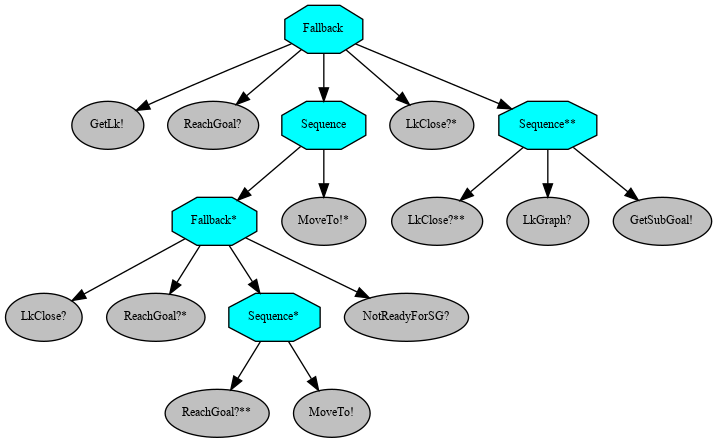 Fallback
GetLk!
ReachGoal?
Sequence
LkClose?*
Sequence**
Fallback*
MoveTo!*
LkClose?**
LkGraph?
GetSubGoal!
LkClose?
ReachGoal?*
Sequence*
NotReadyForSG?
ReachGoal?**
MoveTo!